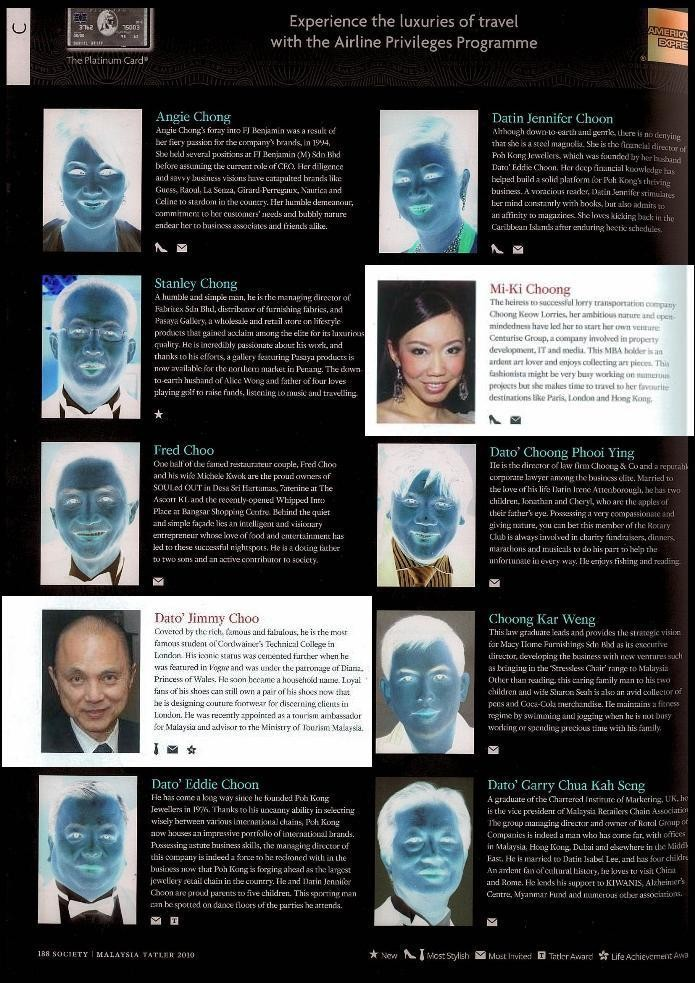 C
3762
75003
The Platinum Card®
Experience the luxuries of travel
with the Airline Privileges Programme
AMERICA
EXPRE
®
Angie Chong
Angie Chong's foray into FJ Benjamin was a result of
her fiery passion for the company's brands, in 1994.
She held several positions at FJ Benjamin (M) Sdn Bhd
before assuming the current role of CEO. Her diligence
and savvy business visions have catapulted brands like
Guess, Raoul, La Senza, Girard-Perregaux, Nautica and
Celine to stardom in the country. Her humble demeanour,
commitment to her customers' needs and bubbly nature
endear her to business associates and friends alike.
Stanley Chong
A humble and simple man, he is the managing director of
Fabritex Sdn Bhd, distributor of furnishing fabrics, and
Pasaya Gallery, a wholesale and retail store on lifestyle
products that gained acclaim among the elite for its luxurious
quality. He is incredibly passionate about his work, and
thanks to his efforts, a gallery featuring Pasaya products is
now available for the northern market in Penang. The down-
to-earth husband of Alice Wong and father of four loves
playing golf to raise funds, listening to music and travelling.
Fred Choo
One half of the famed restaurateur couple, Fred Choo
and his wife Michele Kwok are the proud owners of
SOULed OUT in Desa Sri Hartamas, 7atenine at The
Ascott KL and the recently-opened Whipped Into
Place at Bangsar Shopping Centre. Behind the quiet
and simple façade lies an intelligent and visionary
entrepreneur whose love of food and entertainment has
led to these successful nightspots. He is a doting father
to two sons and an active contributor to society.
Dato' Jimmy Choo
Coveted by the rich, famous and fabulous, he is the most
famous student of Cordwainer's Technical College in
London. His iconic status was cemented further when he
was featured in Vogue and was under the patronage of Diana,
Princess of Wales. He soon became a household name. Loyal
fans of his shoes can still own a pair of his shoes now that
he is designing couture footwear for discerning clients in
London. He was recently appointed as a tourism ambassador
for Malaysia and advisor to the Ministry of Tourism Malaysia.
Dato' Eddie Choon
He has come a long way since he founded Poh Kong
Jewellers in 1976. Thanks to his uncanny ability in selecting
wisely between various international chains, Poh Kong
now houses an impressive portfolio of international brands.
Possessing astute business skills, the managing director of
this company is indeed a force to be reckoned with in the
business now that Poh Kong is forging ahead as the largest
jewellery retail chain in the country. He and Datin Jennifer
Choon are proud parents to five children. This sporting man
can be spotted on dance floors of the parties he attends.
T
Datin Jennifer Choon
Although down-to-earth and gentle, there is no denying
that she is a steel magnolia. She is the financial director of
Poh Kong Jewellers, which was founded by her husband
Dato' Eddie Choon. Her deep financial knowledge has
helped build a solid platform for Poh Kong's thriving
business. A voracious reader, Datin Jennifer stimulates
her mind constantly with books, but also admits to
an affinity to magazines. She loves kicking back in the
Caribbean Islands after enduring hectic schedules.
Mi-Ki Choong
The heiress to successful lorry transportation company
Choong Keow Lorries, her ambitious nature and open-
mindedness have led her to start her own venture:
Centurise Group, a company involved in property
development, IT and media. This MBA holder is an
ardent art lover and enjoys collecting art pieces. This
fashionista might be very busy working on numerous
projects but she makes time to travel to her favourite
destinations like Paris, London and Hong Kong.
Dato' Choong Phooi Ying
He is the director of law firm Choong & Co and a reputabl
corporate lawyer among the business elite. Married to
the love of his life Datin Irene Attenborough, he has two
children, Jonathan and Cheryl, who are the apples of
their father's eye. Possessing a very compassionate and
giving nature, you can bet this member of the Rotary
Club is always involved in charity fundraisers, dinners,
marathons and musicals to do his part to help the
unfortunate in every way. He enjoys fishing and reading.
Choong Kar Weng
This law graduate leads and provides the strategic vision
for Macy Home Furnishings Sdn Bhd as its executive
director, developing the business with new ventures such
as bringing in the 'Stressless Chair' range to Malaysia
Other than reading, this caring family man to his two
children and wife Sharon Seah is also an avid collector of
pens and Coca-Cola merchandise. He maintains a fitness
regime by swimming and jogging when he is not busy
working or spending precious time with his family.
Dato' Garry Chua Kah Seng
A graduate of the Chartered Institute of Marketing, UK, he
is the vice president of Malaysia Retailers Chain Association
The group managing director and owner of Rotol Group of
Companies is indeed a man who has come far, with offices
in Malaysia, Hong Kong, Dubai and elsewhere in the Middl
East. He is married to Datin Isabel Lee, and has four childre
An ardent fan of cultural history, he loves to visit China
and Rome. He lends his support to KIWANIS, Alzheimer's
Centre, Myanmar Fund and numerous other associations.
188 SOCIETY | MALAYSIA TATLER 2010
New Most Stylish Most Invited T Tatler Award Life Achievement Awa